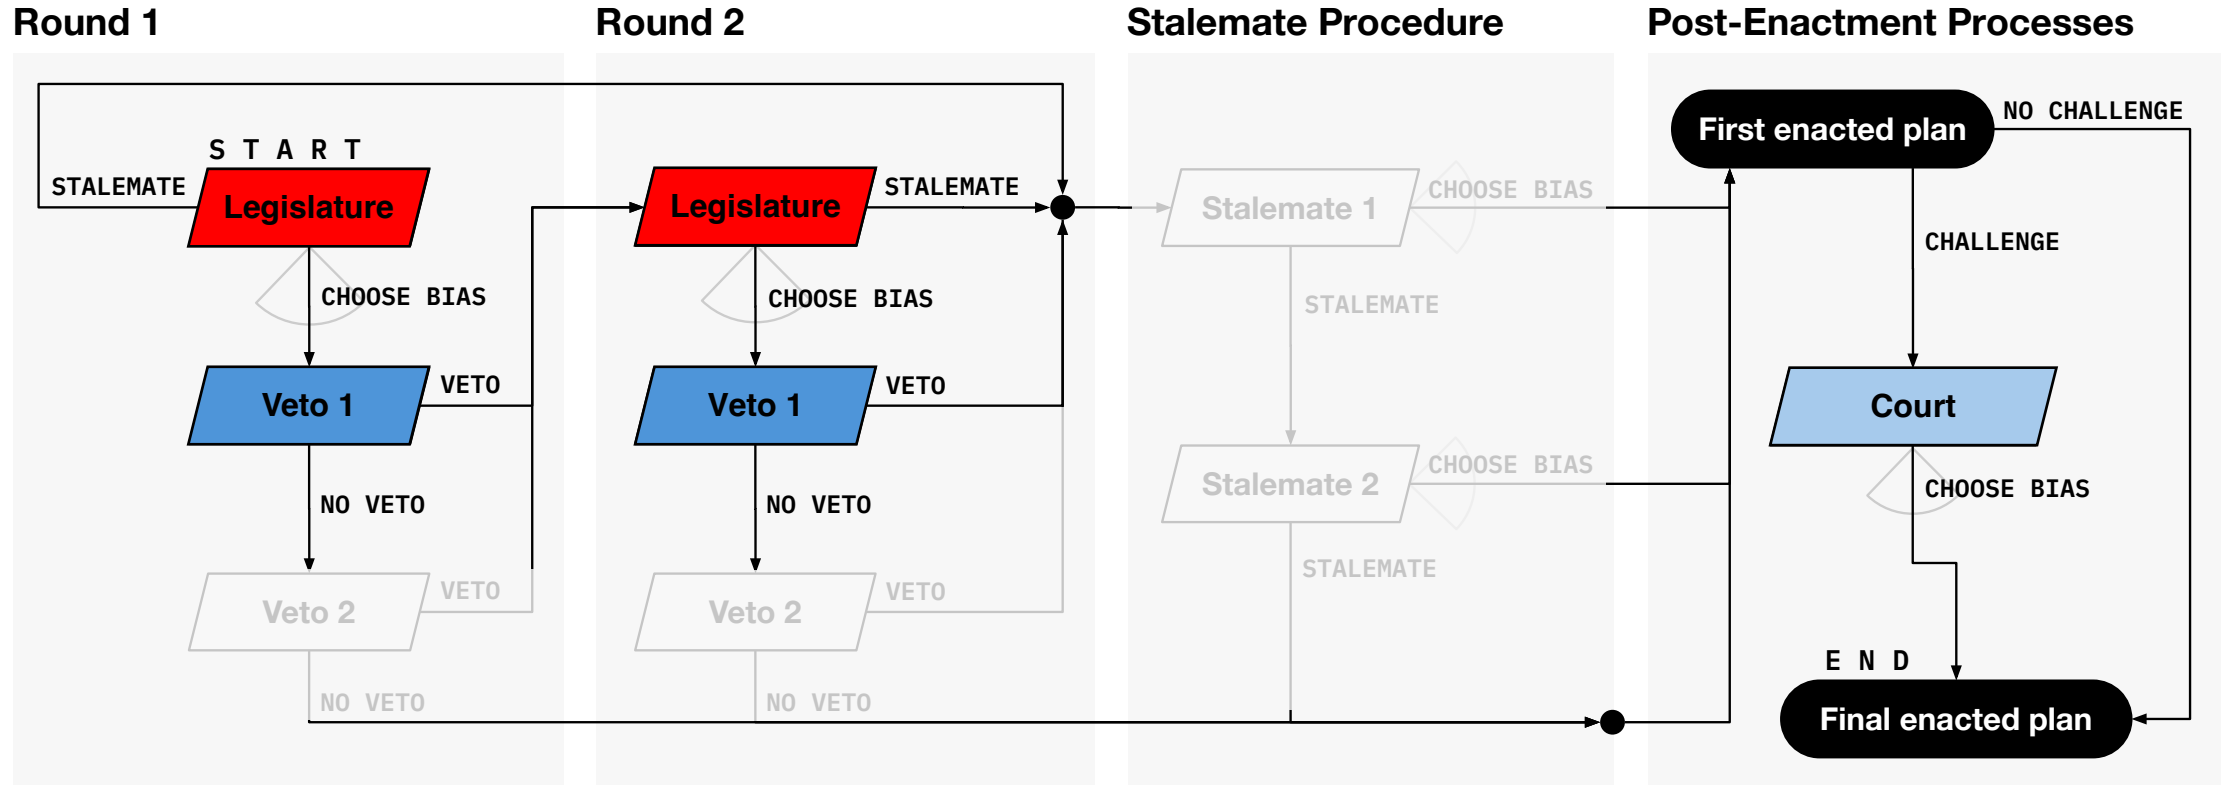 Round 1
Round 2
Stalemate Procedure
Post-Enactment Processes
START
STALEMATE
Legislature
CHOOSE BIAS
Veto 1
VETO
NO VETO
Veto 2
VETO
NO VETO
Legislature
STALEMATE
CHOOSE BIAS
Veto 1
VETO
NO VETO
Veto 2
VETO
NO VETO
Stalemate 1
CHOOSE BIAS
STALEMATE
Stalemate 2
CHOOSE BIAS
STALEMATE
First enacted plan
NO CHALLENGE
CHALLENGE
Court
CHOOSE BIAS
END
Final enacted plan